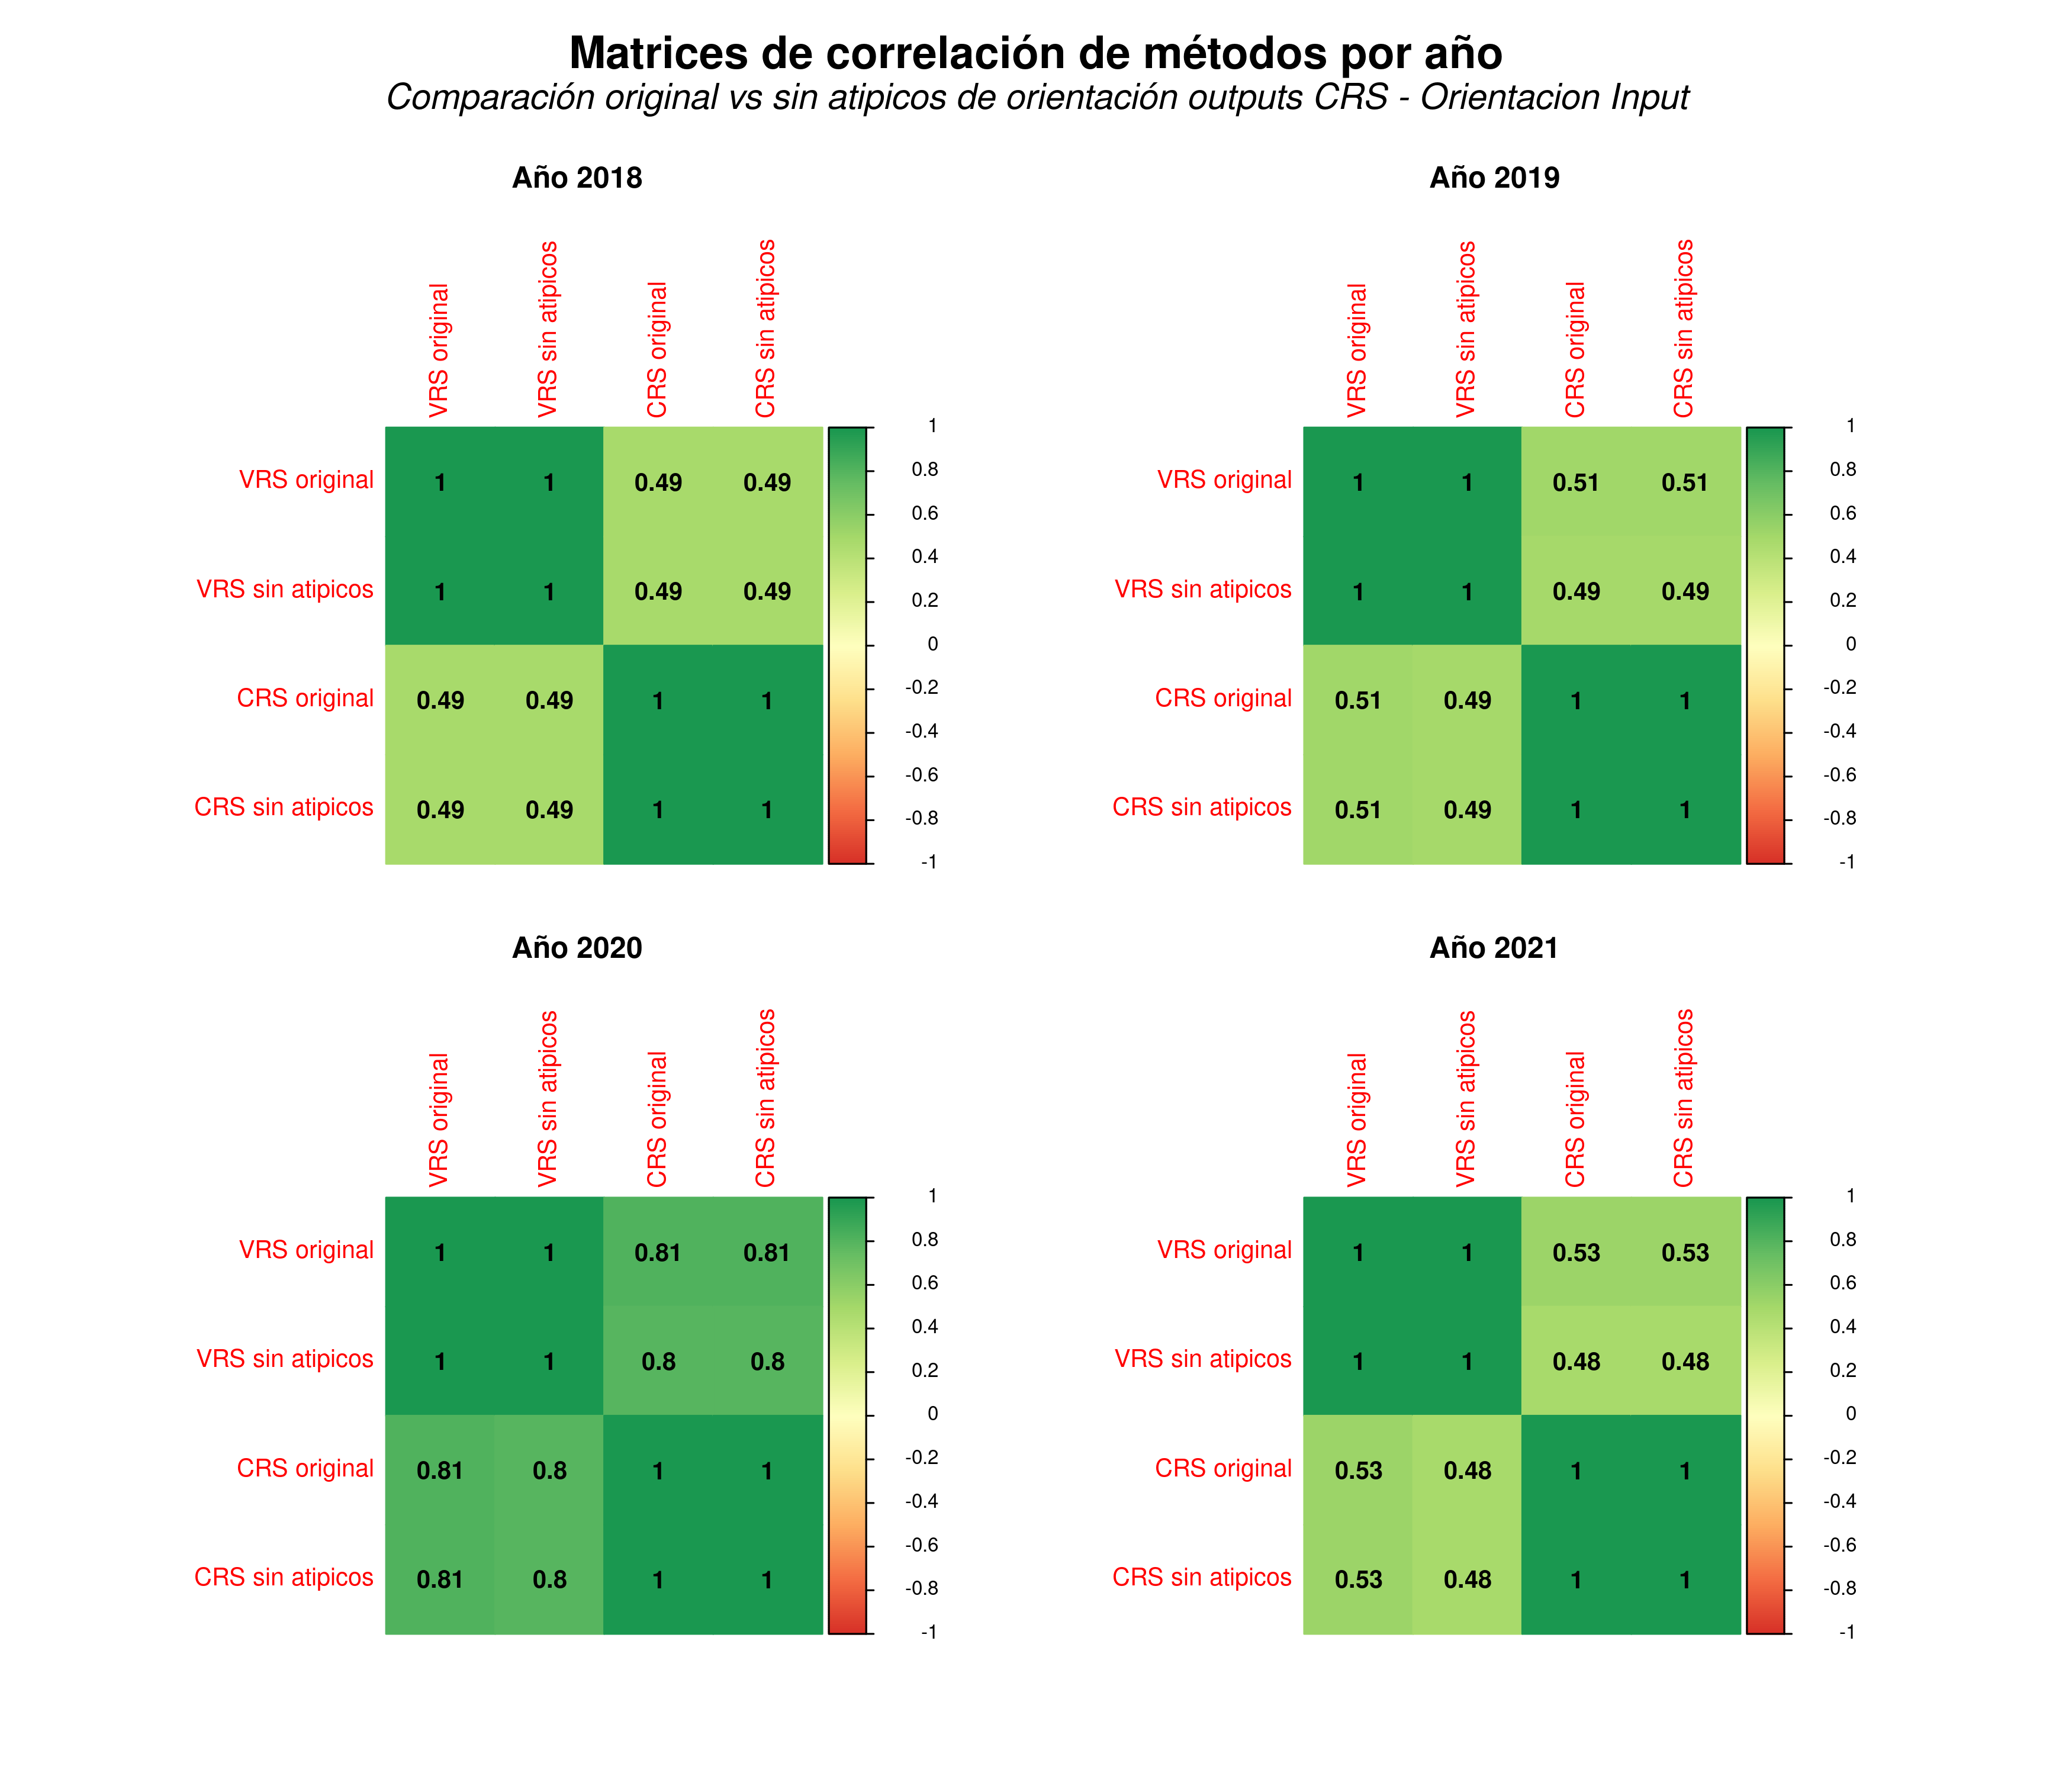 Matrices de correlación de métodos por año
Comparación original vs sin atipicos de orientación outputs CRS - Orientacion Input
Año 2018
VRS original
VRS sin atipicos
CRS original
CRS sin atipicos
VRS original 1 1 0.49 0.49
VRS sin atipicos 1 1 0.49 0.49
CRS original 0.49 0.49 1 1
CRS sin atipicos 0.49 0.49 1 1
1
0.8
0.6
0.4
0.2
0
-0.2
-0.4
-0.6
-0.8
-1
Año 2019
VRS original
VRS sin atipicos
CRS original
CRS sin atipicos
VRS original 1 1 0.51 0.51
VRS sin atipicos 1 1 0.49 0.49
CRS original 0.51 0.49 1 1
CRS sin atipicos 0.51 0.49 1 1
1
0.8
0.6
0.4
0.2
0
-0.2
-0.4
-0.6
-0.8
-1
Año 2020
VRS original
VRS sin atipicos
CRS original
CRS sin atipicos
VRS original 1 1 0.81 0.81
VRS sin atipicos 1 1 0.8 0.8
CRS original 0.81 0.8 1 1
CRS sin atipicos 0.81 0.8 1 1
1
0.8
0.6
0.4
0.2
0
-0.2
-0.4
-0.6
-0.8
-1
Año 2021
VRS original
VRS sin atipicos
CRS original
CRS sin atipicos
VRS original 1 1 0.53 0.53
VRS sin atipicos 1 1 0.48 0.48
CRS original 0.53 0.48 1 1
CRS sin atipicos 0.53 0.48 1 1
1
0.8
0.6
0.4
0.2
0
-0.2
-0.4
-0.6
-0.8
-1